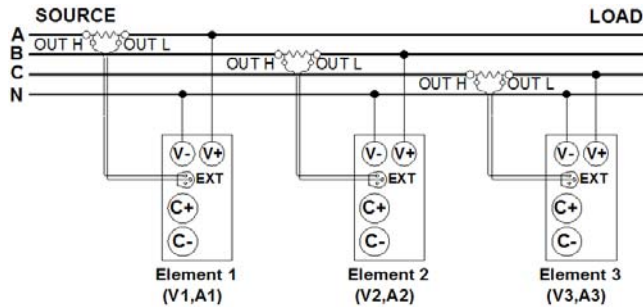 SOURCE LOAD
A
OUT H OUT L
B
OUT H OUT L
C
OUT H OUT L
N
V- V+ V- V+ V- V+
EXT EXT EXT
C+ C+ C+
C- C- C-
Element 1 Element 2 Element 3
(V1,A1) (V2,A2) (V3,A3)